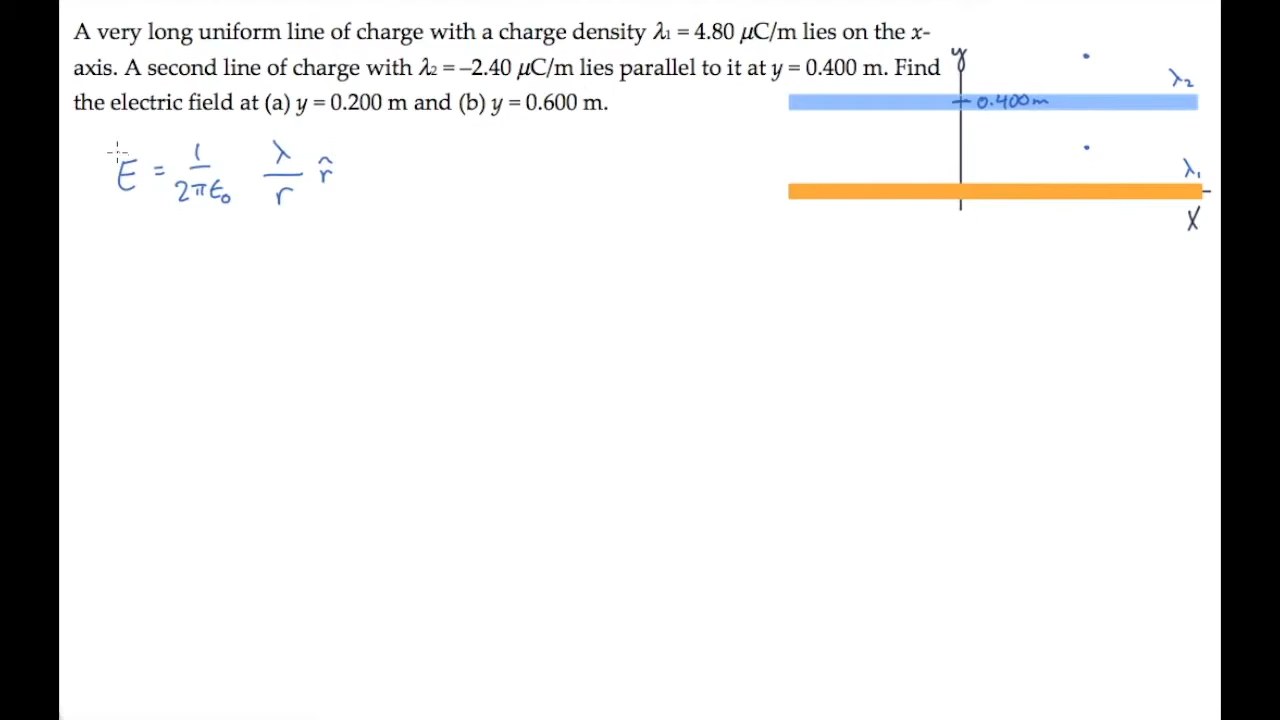 A very long uniform line of charge with a charge density λ1 = 4.80 μC/m lies on the x-
axis. A second line of charge with λ2 = –2.40 μC/m lies parallel to it at y = 0.400 m. Find
the electric field at (a) y = 0.200 m and (b) y = 0.600 m.
y
λ2
0.400m
λ1
x
E = 1/2πε0 λ/r r̂